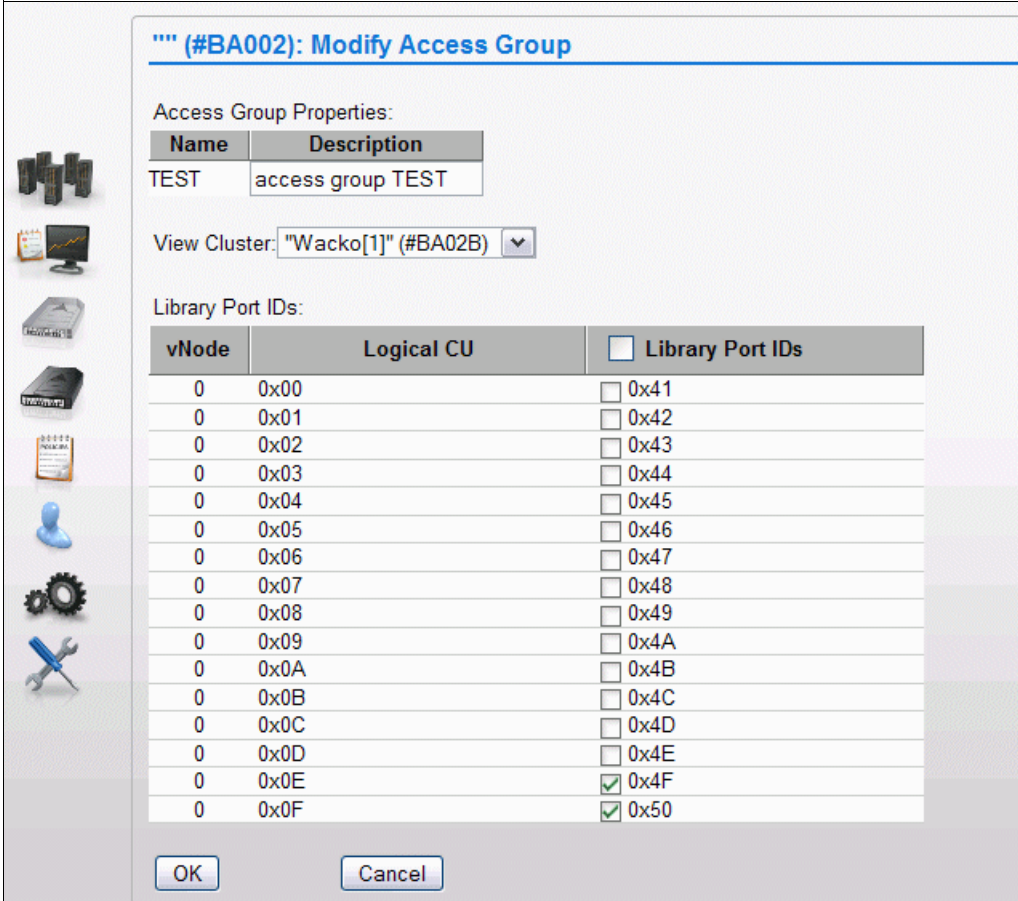 "" (#BA002): Modify Access Group
Access Group Properties:
Name Description
TEST access group TEST
View Cluster: "Wacko[1]" (#BA02B)
Library Port IDs:
vNode Logical CU Library Port IDs
0 0x00 0x41
0 0x01 0x42
0 0x02 0x43
0 0x03 0x44
0 0x04 0x45
0 0x05 0x46
0 0x06 0x47
0 0x07 0x48
0 0x08 0x49
0 0x09 0x4A
0 0x0A 0x4B
0 0x0B 0x4C
0 0x0C 0x4D
0 0x0D 0x4E
0 0x0E 0x4F
0 0x0F 0x50
OK Cancel